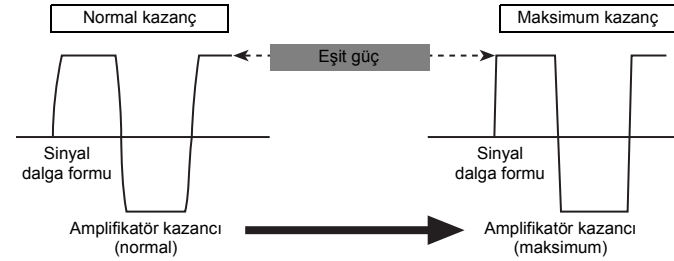 Normal kazanç
Maksimum kazanç
Eşit güç
Sinyal
dalga formu
Sinyal
dalga formu
Amplifikatör kazancı
(normal)
Amplifikatör kazancı
(maksimum)